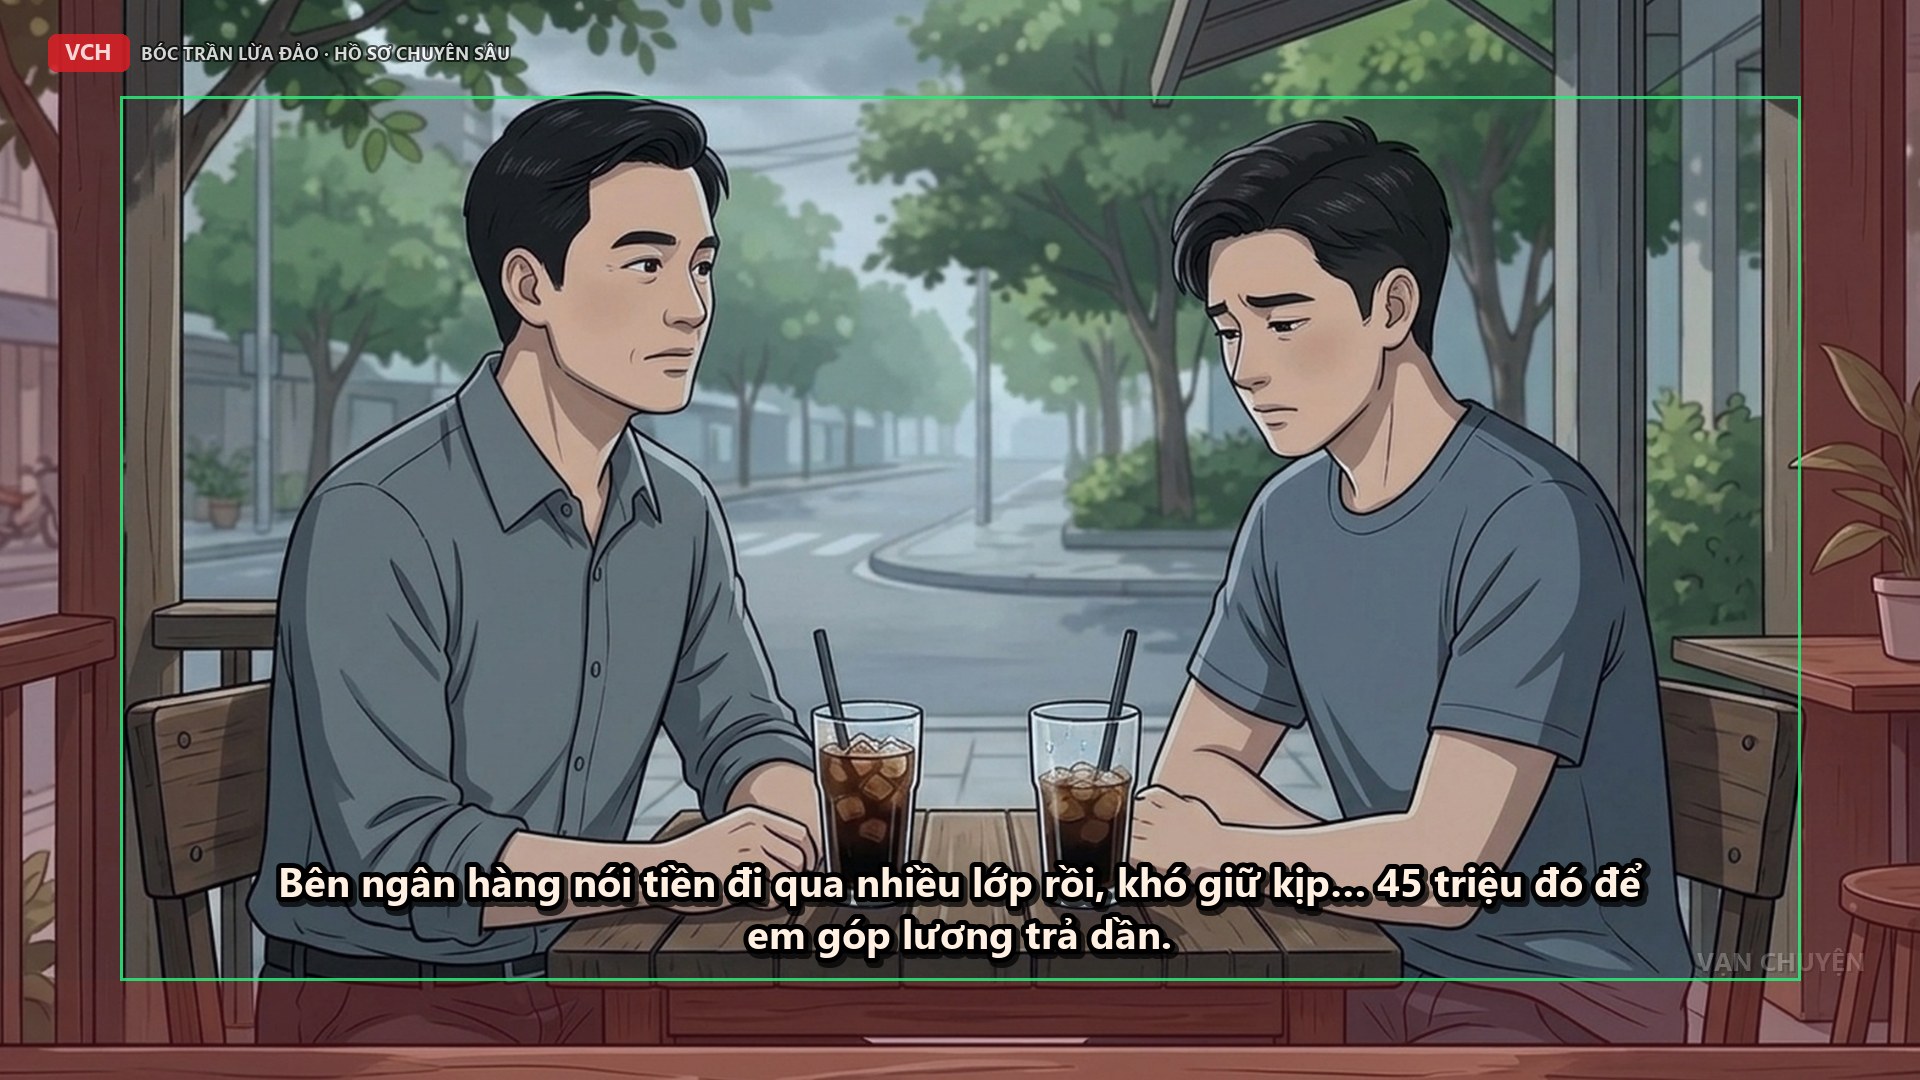 VCH BÓC TRẦN LỪA ĐẢO · HỒ SƠ CHUYÊN SÂU
Bên ngân hàng nói tiền đi qua nhiều lớp rồi, khó giữ kịp... 45 triệu đó để
em góp lương trả dần.
VẠN CHUYỆN